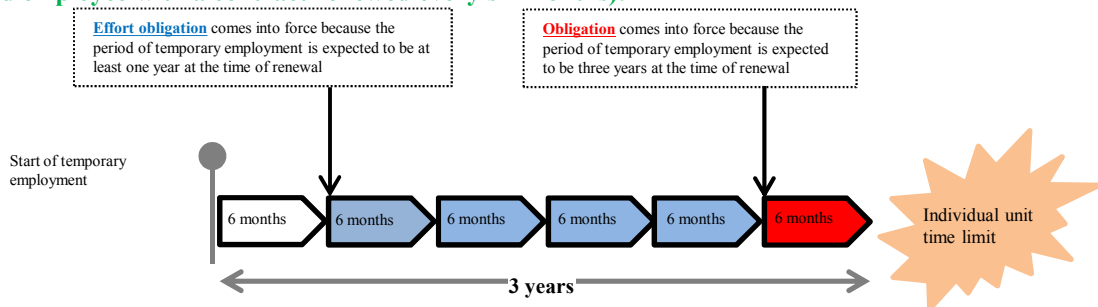 Effort obligation comes into force because the
period of temporary employment is expected to be at
least one year at the time of renewal
Obligation comes into force because the
period of temporary employment is expected
to be three years at the time of renewal
Start of temporary
employment
6 months
6 months
6 months
6 months
6 months
6 months
Individual unit
time limit
3 years